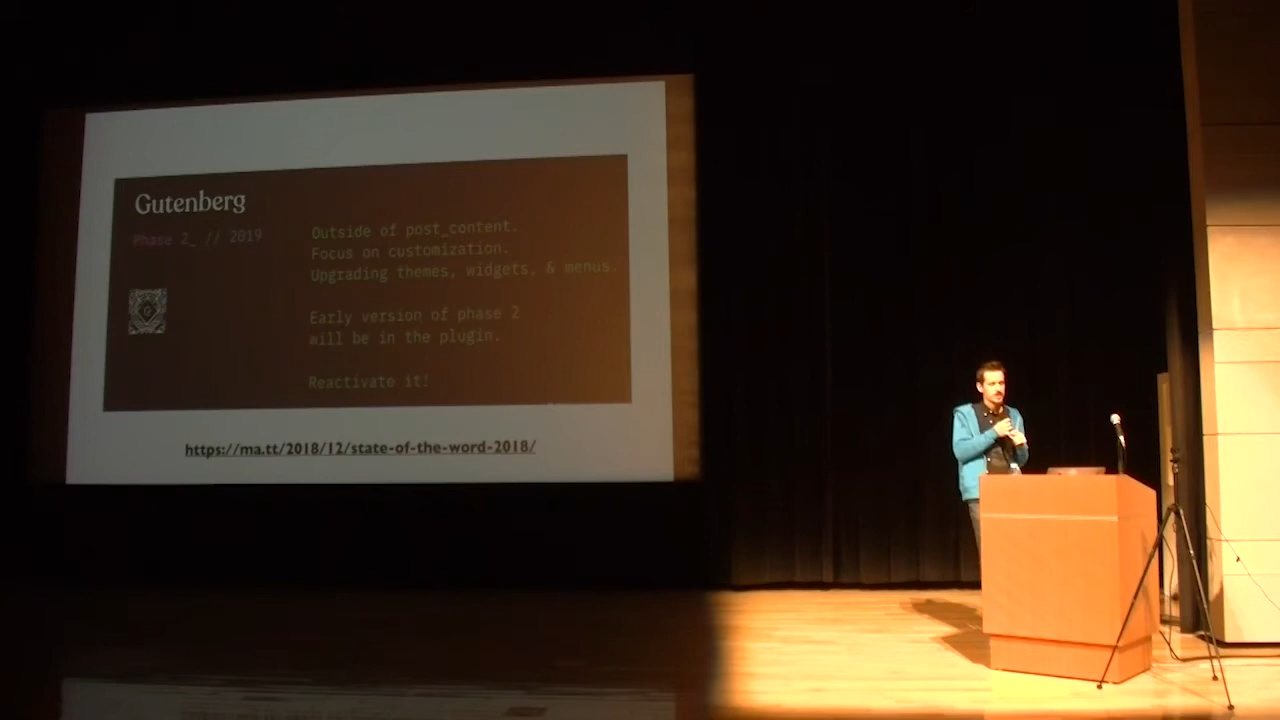 Gutenberg
Phase 2_ // 2019
Outside of post_content.
Focus on customization.
Upgrading themes, widgets, & menus.
Early version of phase 2
will be in the plugin.
Reactivate it!
https://ma.tt/2018/12/state-of-the-word-2018/